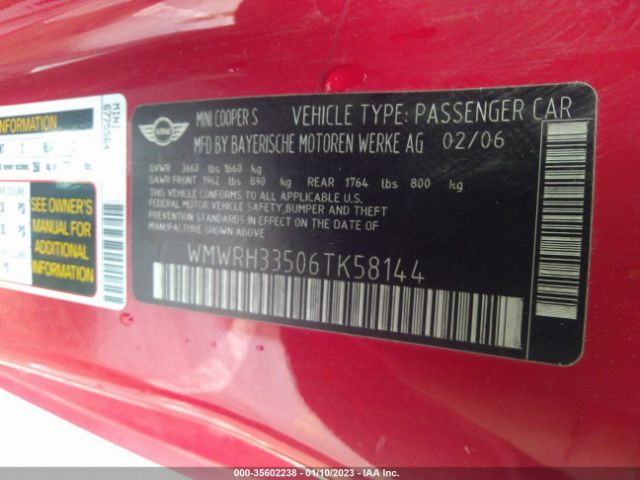 INFORMATION
MINI
6775564
SEE OWNER'S
MANUAL FOR
ADDITIONAL
INFORMATION
MINI COOPER S VEHICLE TYPE: PASSENGER CAR
MFD BY BAYERISCHE MOTOREN WERKE AG 02/06
GVWR 3660 lbs 1660 kg
GAWR FRONT 1962 lbs 890 kg REAR 1764 lbs 800 kg
THIS VEHICLE CONFORMS TO ALL APPLICABLE
FEDERAL MOTOR VEHICLE SAFETY,BUMPER AND THEFT
PREVENTION STANDARDS IN EFFECT ON THE DATE OF
MANUFACTURE SHOWN ABOVE
WMWRH33506TK58144
000-35602238 - 01/10/2023 - IAA Inc.